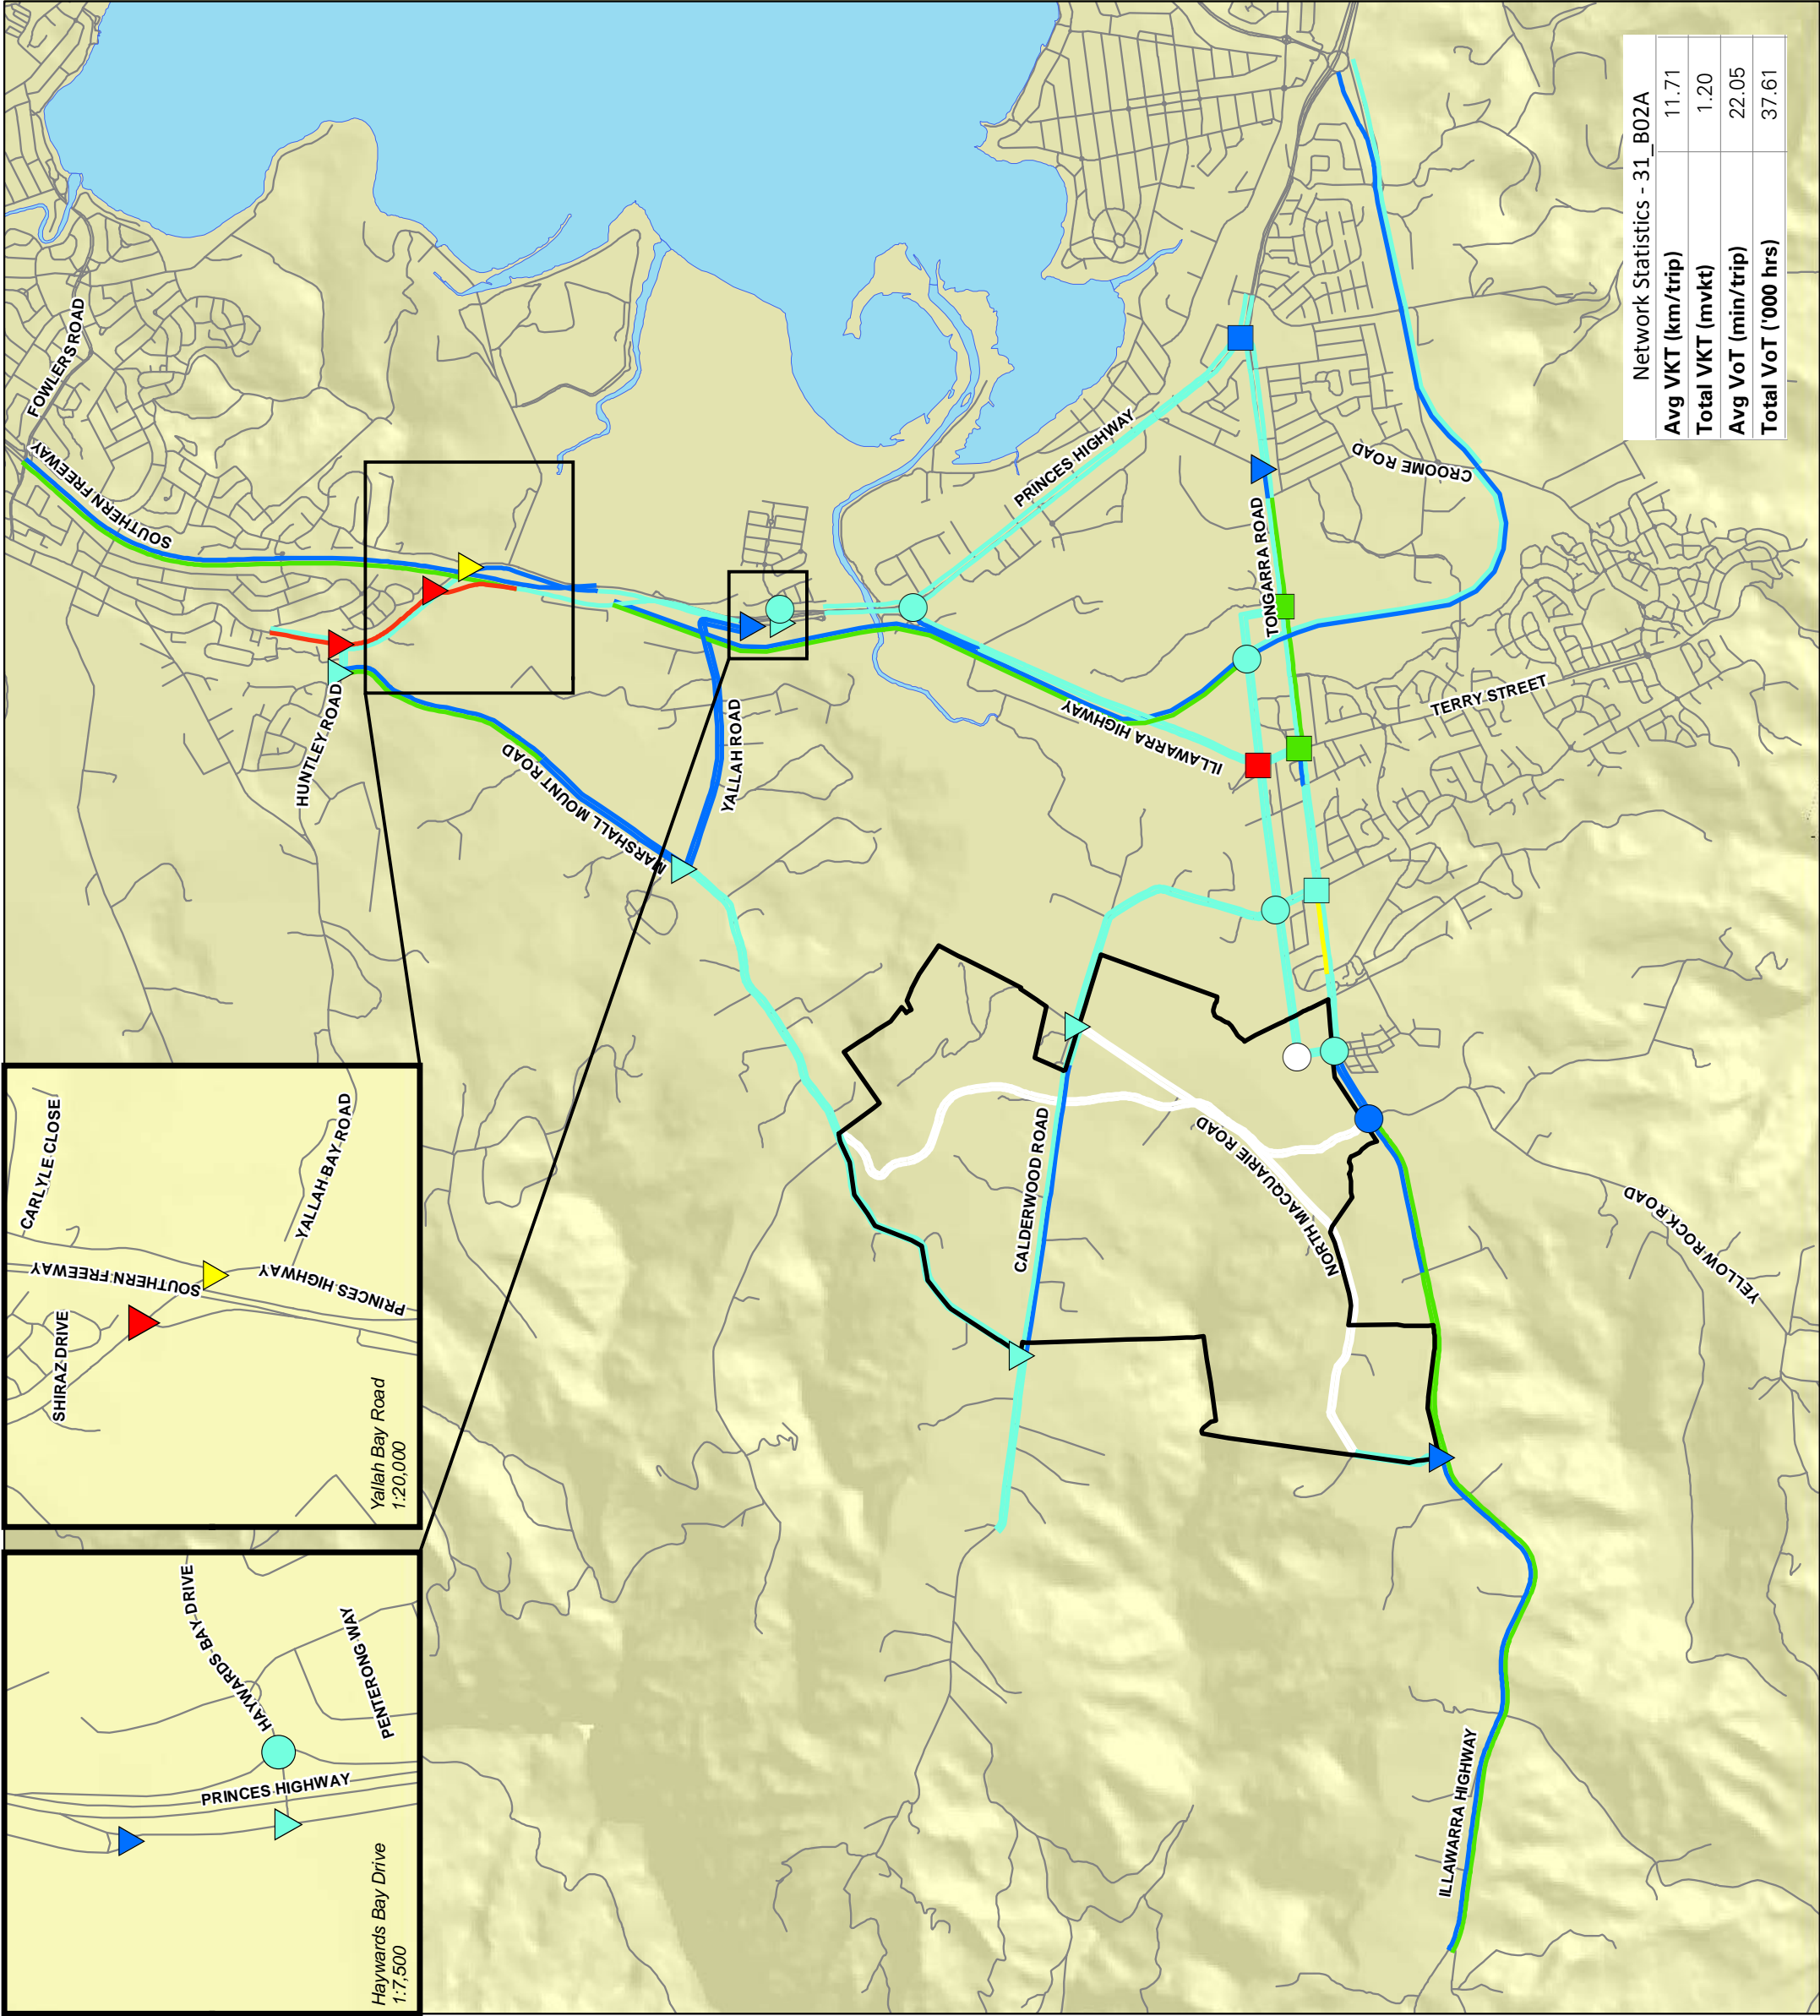 FOWLERS ROAD
SOUTHERN FREEWAY
HUNTLEY ROAD
MARSHALL MOUNT ROAD
YALLAH ROAD
PRINCES HIGHWAY
ILLAWARRA HIGHWAY
TONGARRA ROAD
CROOME ROAD
TERRY STREET
CALDERWOOD ROAD
NORTH MACQUARIE ROAD
YELLOW ROCK ROAD
ILLAWARRA HIGHWAY
CARLYLE CLOSE
SOUTHERN FREEWAY
SHIRAZ DRIVE
YALLAH BAY ROAD
PRINCES HIGHWAY
Yallah Bay Road
1:20,000
HAYWARDS BAY DRIVE
PENTERONG WAY
PRINCES HIGHWAY
Haywards Bay Drive
1:7,500
Network Statistics - 31_B02A
Avg VKT (km/trip) 11.71
Total VKT (mvkt) 1.20
Avg VoT (min/trip) 22.05
Total VoT ('000 hrs) 37.61